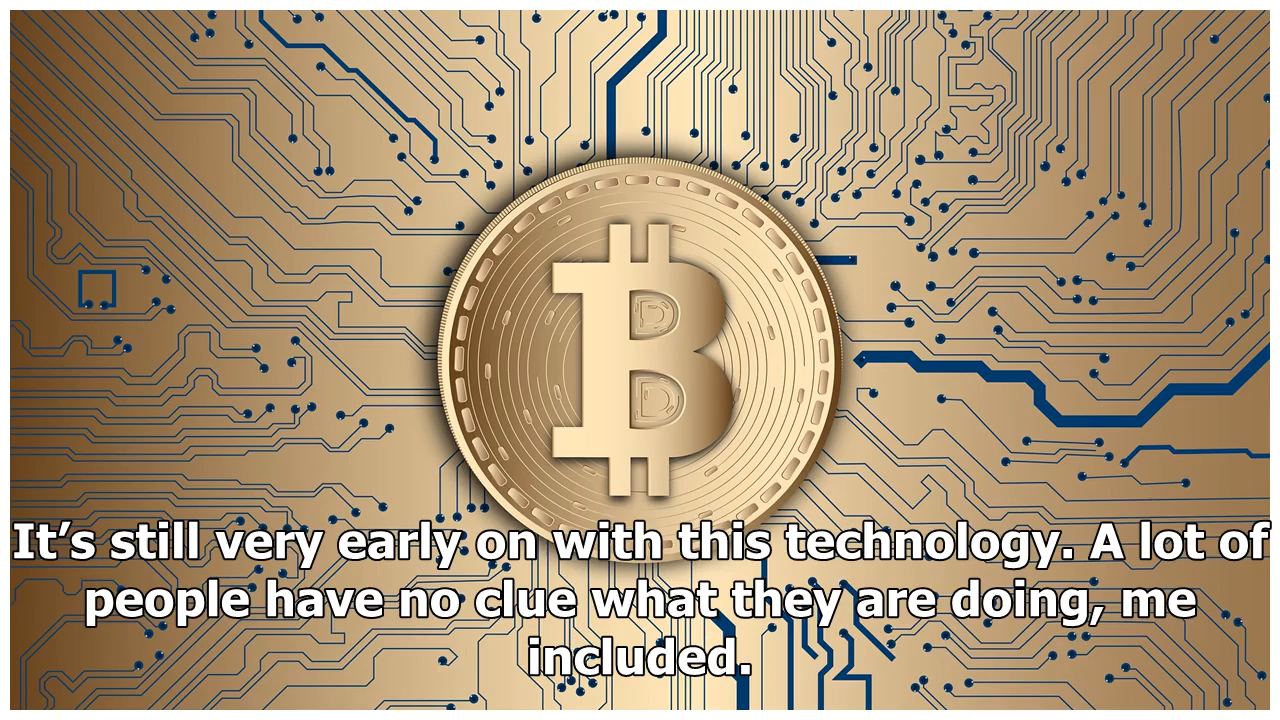 It’s still very early on with this technology. A lot of
people have no clue what they are doing, me
included.